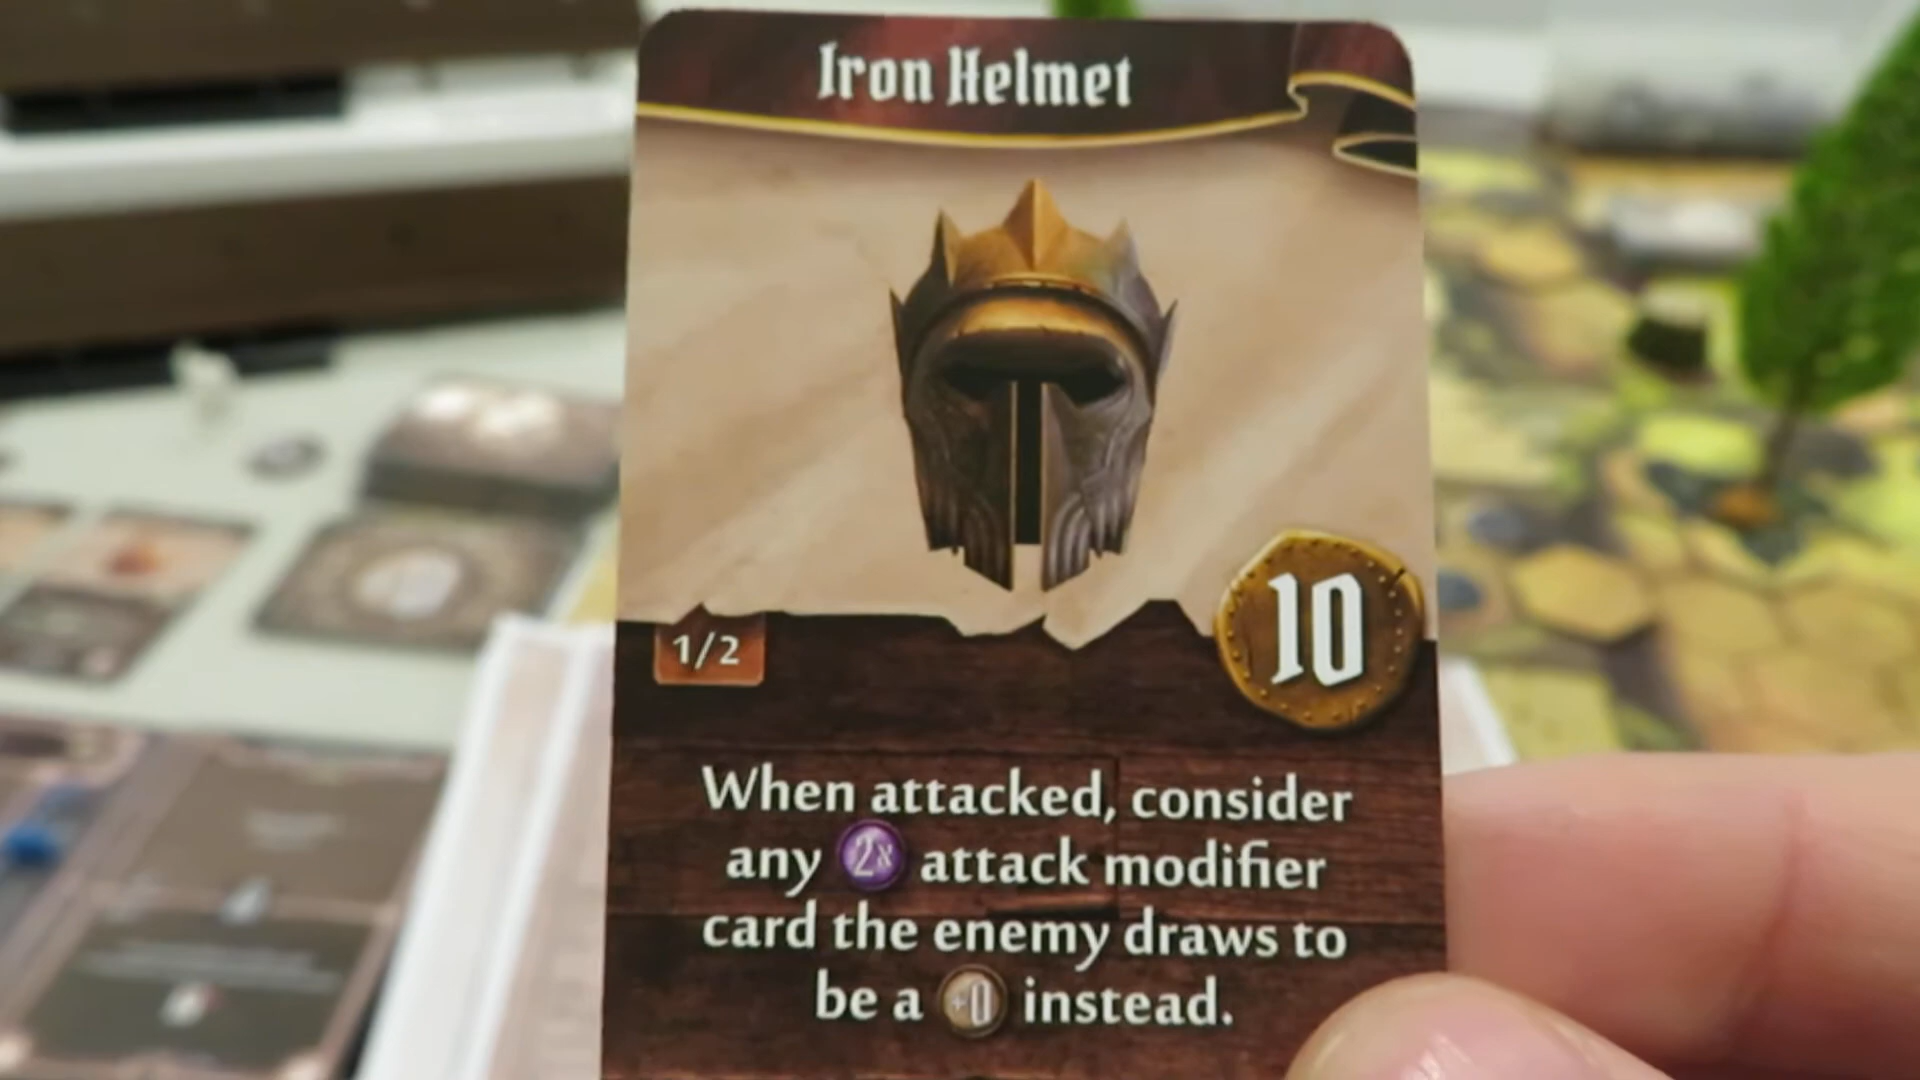 Iron Helmet
1/2
10
When attacked, consider
any 2x attack modifier
card the enemy draws to
be a +0 instead.